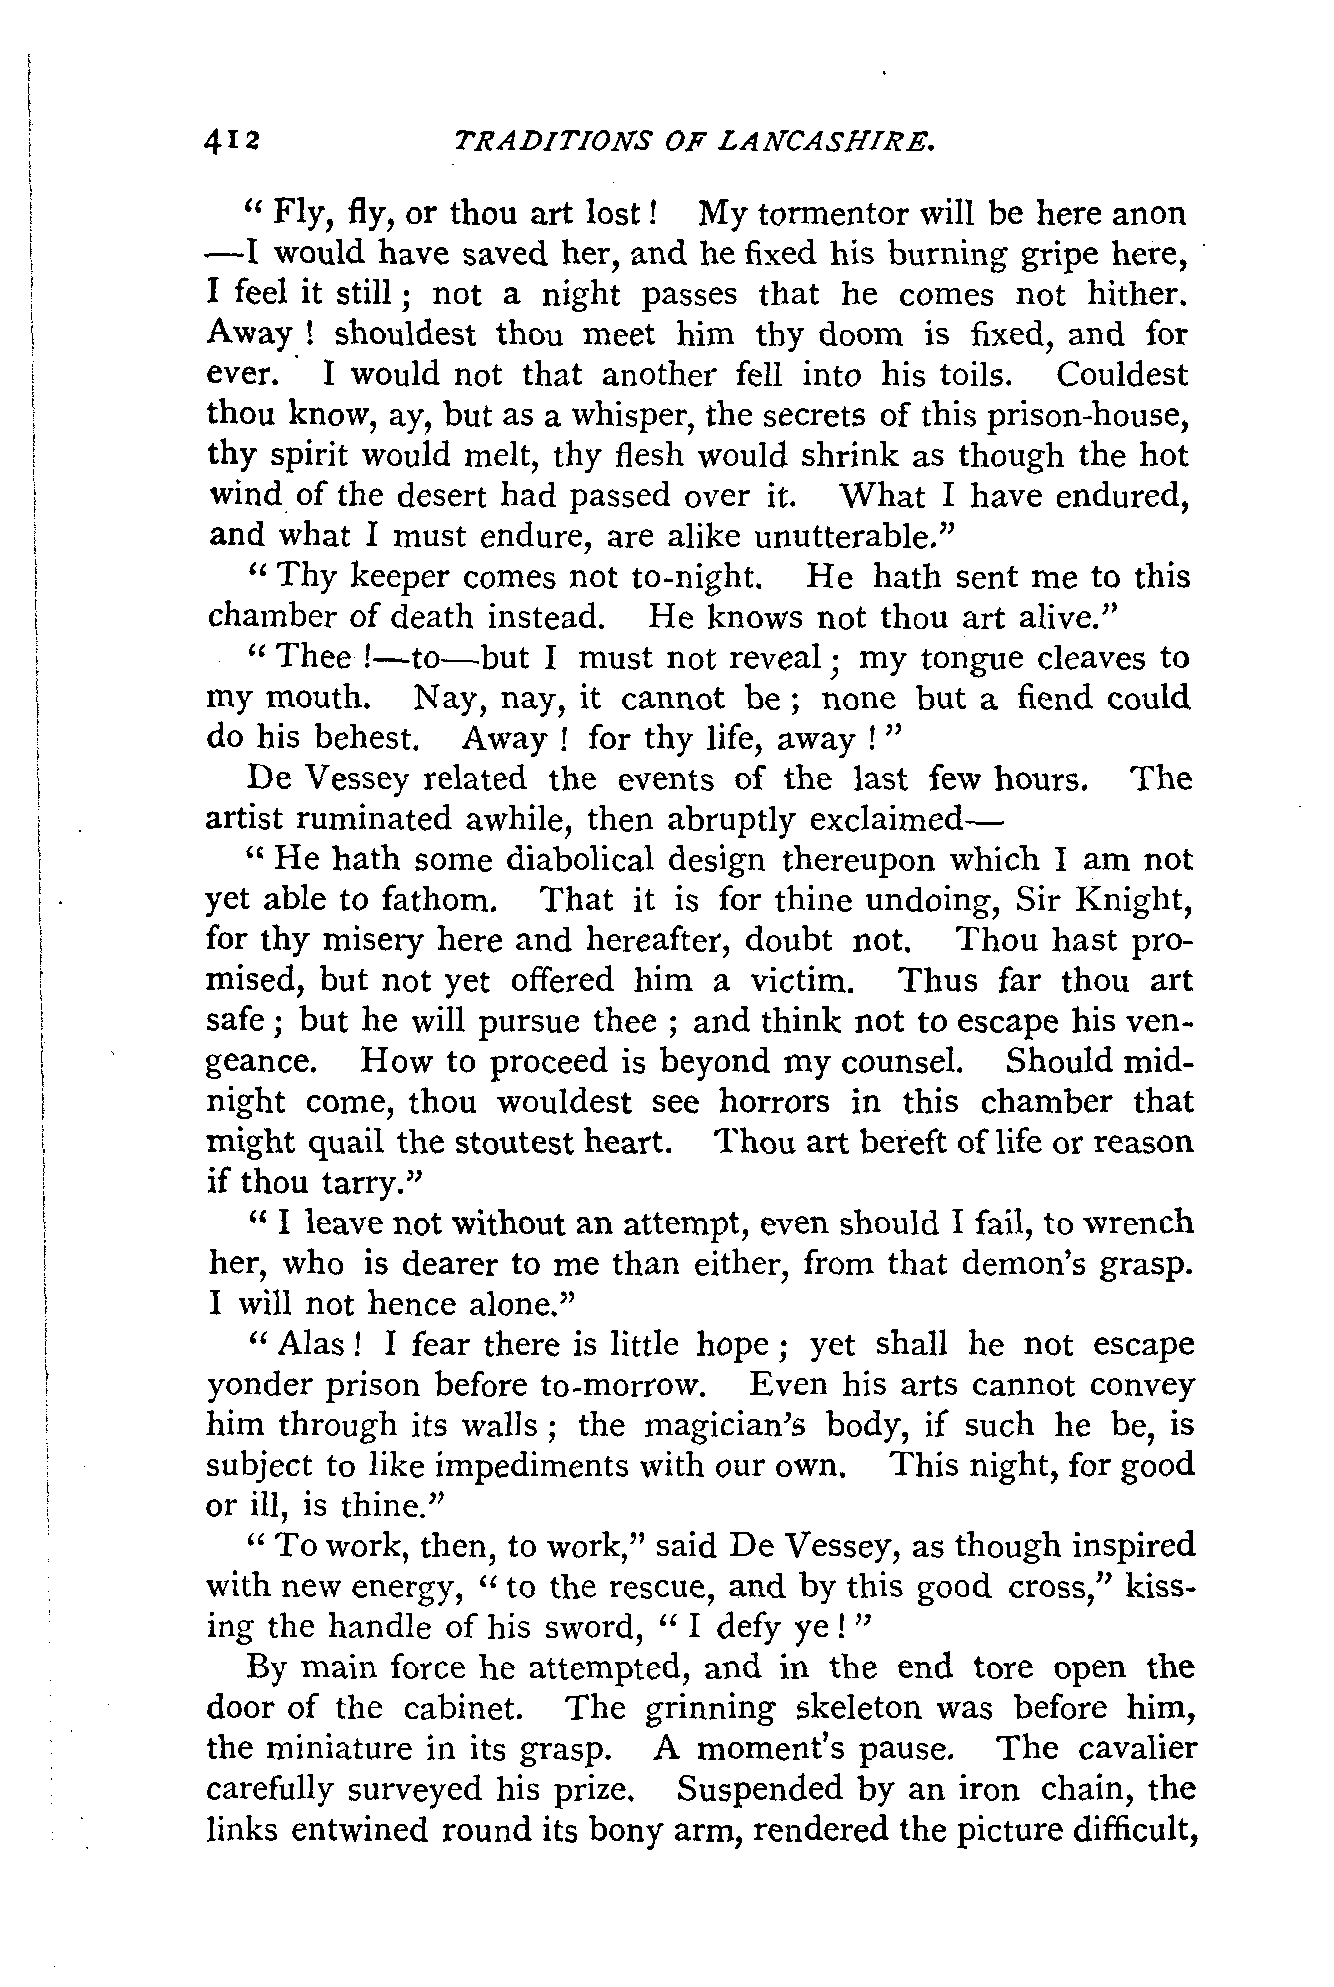 412 TRADITIONS OF LANCASHIRE.
“ Fly, fly, or thou art lost ! My tormentor will be here anon
—I would have saved her, and he fixed his burning gripe here,
I feel it still ; not a night passes that he comes not hither.
Away ! shouldest thou meet him thy doom is fixed, and for
ever. I would not that another fell into his toils. Couldest
thou know, ay, but as a whisper, the secrets of this prison-house,
thy spirit would melt, thy flesh would shrink as though the hot
wind of the desert had passed over it. What I have endured,
and what I must endure, are alike unutterable.”
“ Thy keeper comes not to-night. He hath sent me to this
chamber of death instead. He knows not thou art alive.”
“ Thee !—to—but I must not reveal ; my tongue cleaves to
my mouth. Nay, nay, it cannot be ; none but a fiend could
do his behest. Away ! for thy life, away ! ”
De Vessey related the events of the last few hours. The
artist ruminated awhile, then abruptly exclaimed—
“ He hath some diabolical design thereupon which I am not
yet able to fathom. That it is for thine undoing, Sir Knight,
for thy misery here and hereafter, doubt not. Thou hast pro-
mised, but not yet offered him a victim. Thus far thou art
safe ; but he will pursue thee ; and think not to escape his ven-
geance. How to proceed is beyond my counsel. Should mid-
night come, thou wouldest see horrors in this chamber that
might quail the stoutest heart. Thou art bereft of life or reason
if thou tarry.”
“ I leave not without an attempt, even should I fail, to wrench
her, who is dearer to me than either, from that demon’s grasp.
I will not hence alone.”
“ Alas ! I fear there is little hope ; yet shall he not escape
yonder prison before to-morrow. Even his arts cannot convey
him through its walls ; the magician’s body, if such he be, is
subject to like impediments with our own. This night, for good
or ill, is thine.”
“ To work, then, to work,” said De Vessey, as though inspired
with new energy, “ to the rescue, and by this good cross,” kiss-
ing the handle of his sword, “ I defy ye ! ”
By main force he attempted, and in the end tore open the
door of the cabinet. The grinning skeleton was before him,
the miniature in its grasp. A moment’s pause. The cavalier
carefully surveyed his prize. Suspended by an iron chain, the
links entwined round its bony arm, rendered the picture difficult,